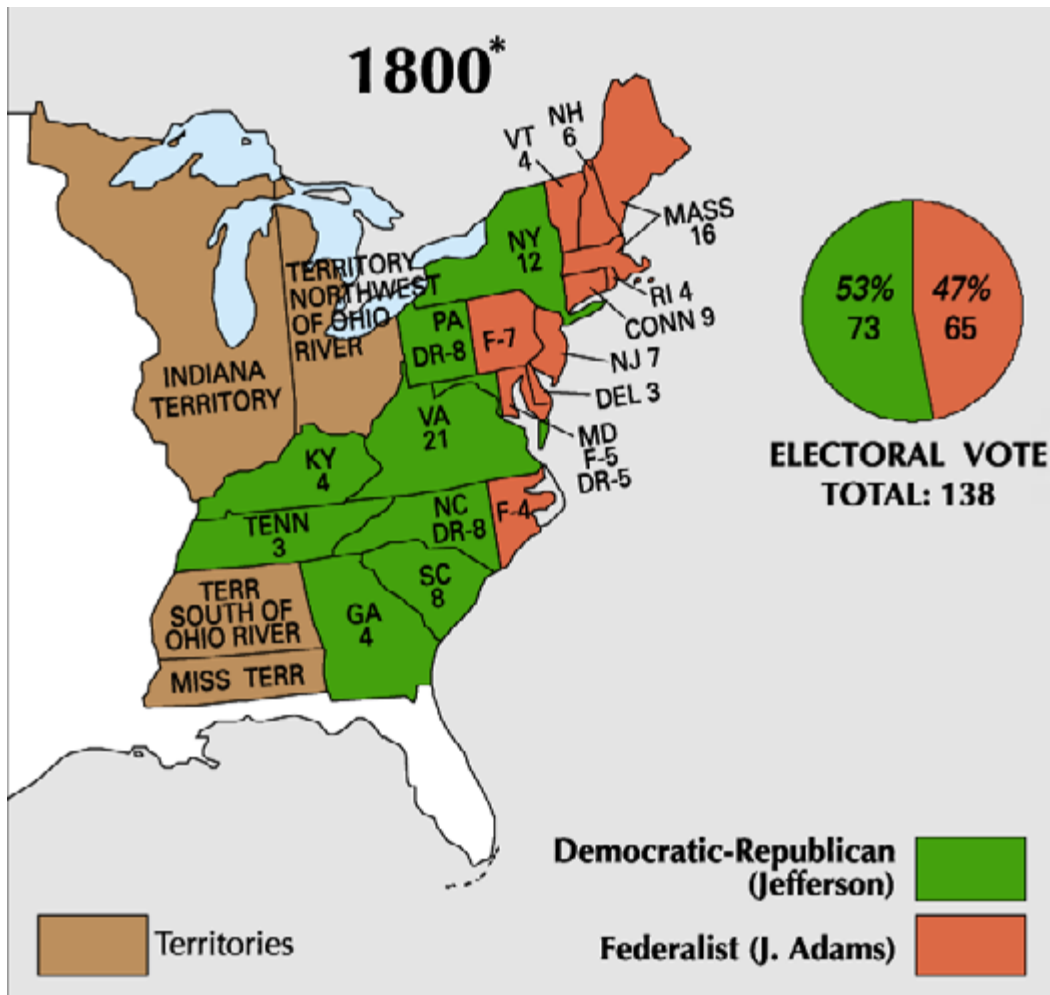 1800*
VT
4
NH
6
MASS
16
NY
12
RI 4
CONN 9
NJ 7
DEL 3
MD
F-5
DR-5
PA
DR-8
F-7
TERRITORY
NORTHWEST
OF OHIO
RIVER
INDIANA
TERRITORY
VA
21
KY
4
TENN
3
NC
DR-8
F-4
SC
8
GA
4
TERR
SOUTH OF
OHIO RIVER
MISS TERR
53%
73
47%
65
ELECTORAL VOTE
TOTAL: 138
Democratic-Republican
(Jefferson)
Federalist (J. Adams)
Territories